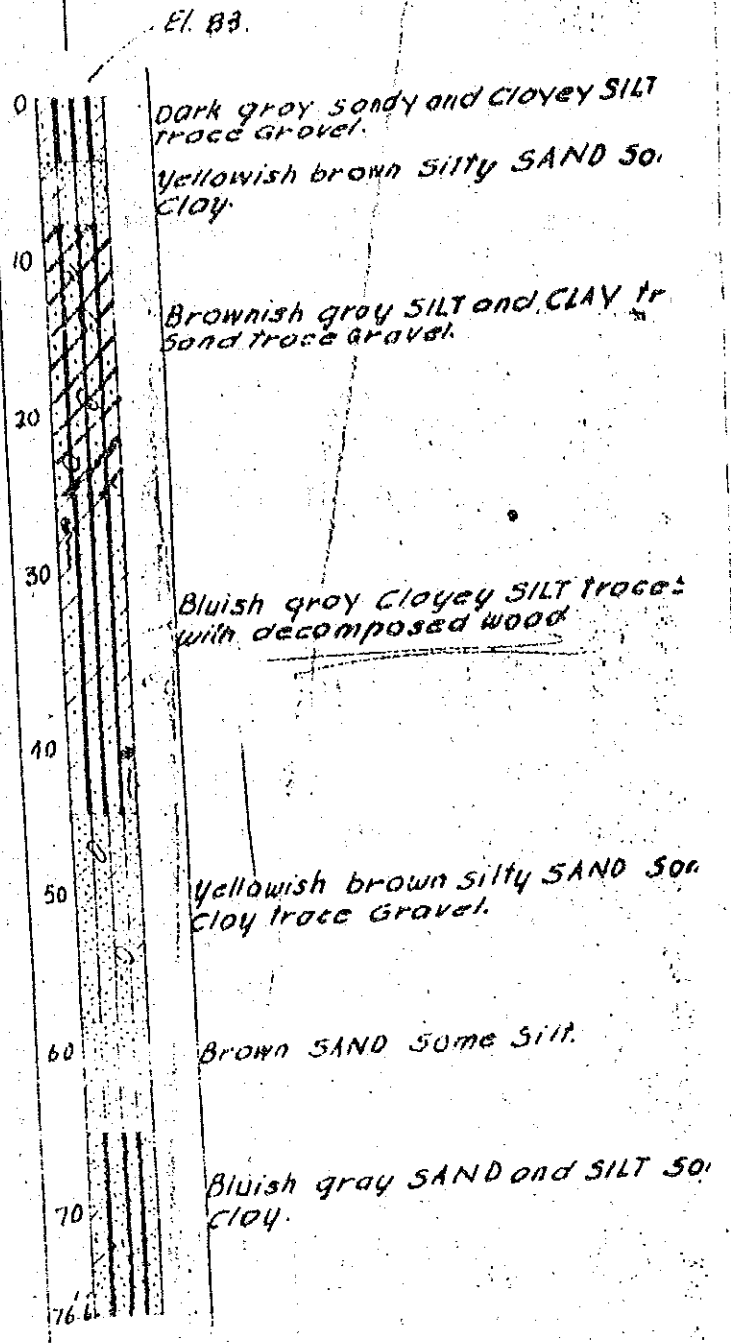 El. 83.
0
Dark gray sandy and Clayey SILT
trace Gravel.
Yellowish brown Silty SAND So
Clay.
10
Brownish gray SILT and CLAY tr
Sand Trace Gravel.
20
30
Bluish gray Clayey SILT trace
with decomposed wood
40
50
Yellowish brown Silty SAND So
Clay trace Gravel.
60
Brown SAND Some Silt.
Bluish gray SAND and SILT So
70
Clay.
76.6